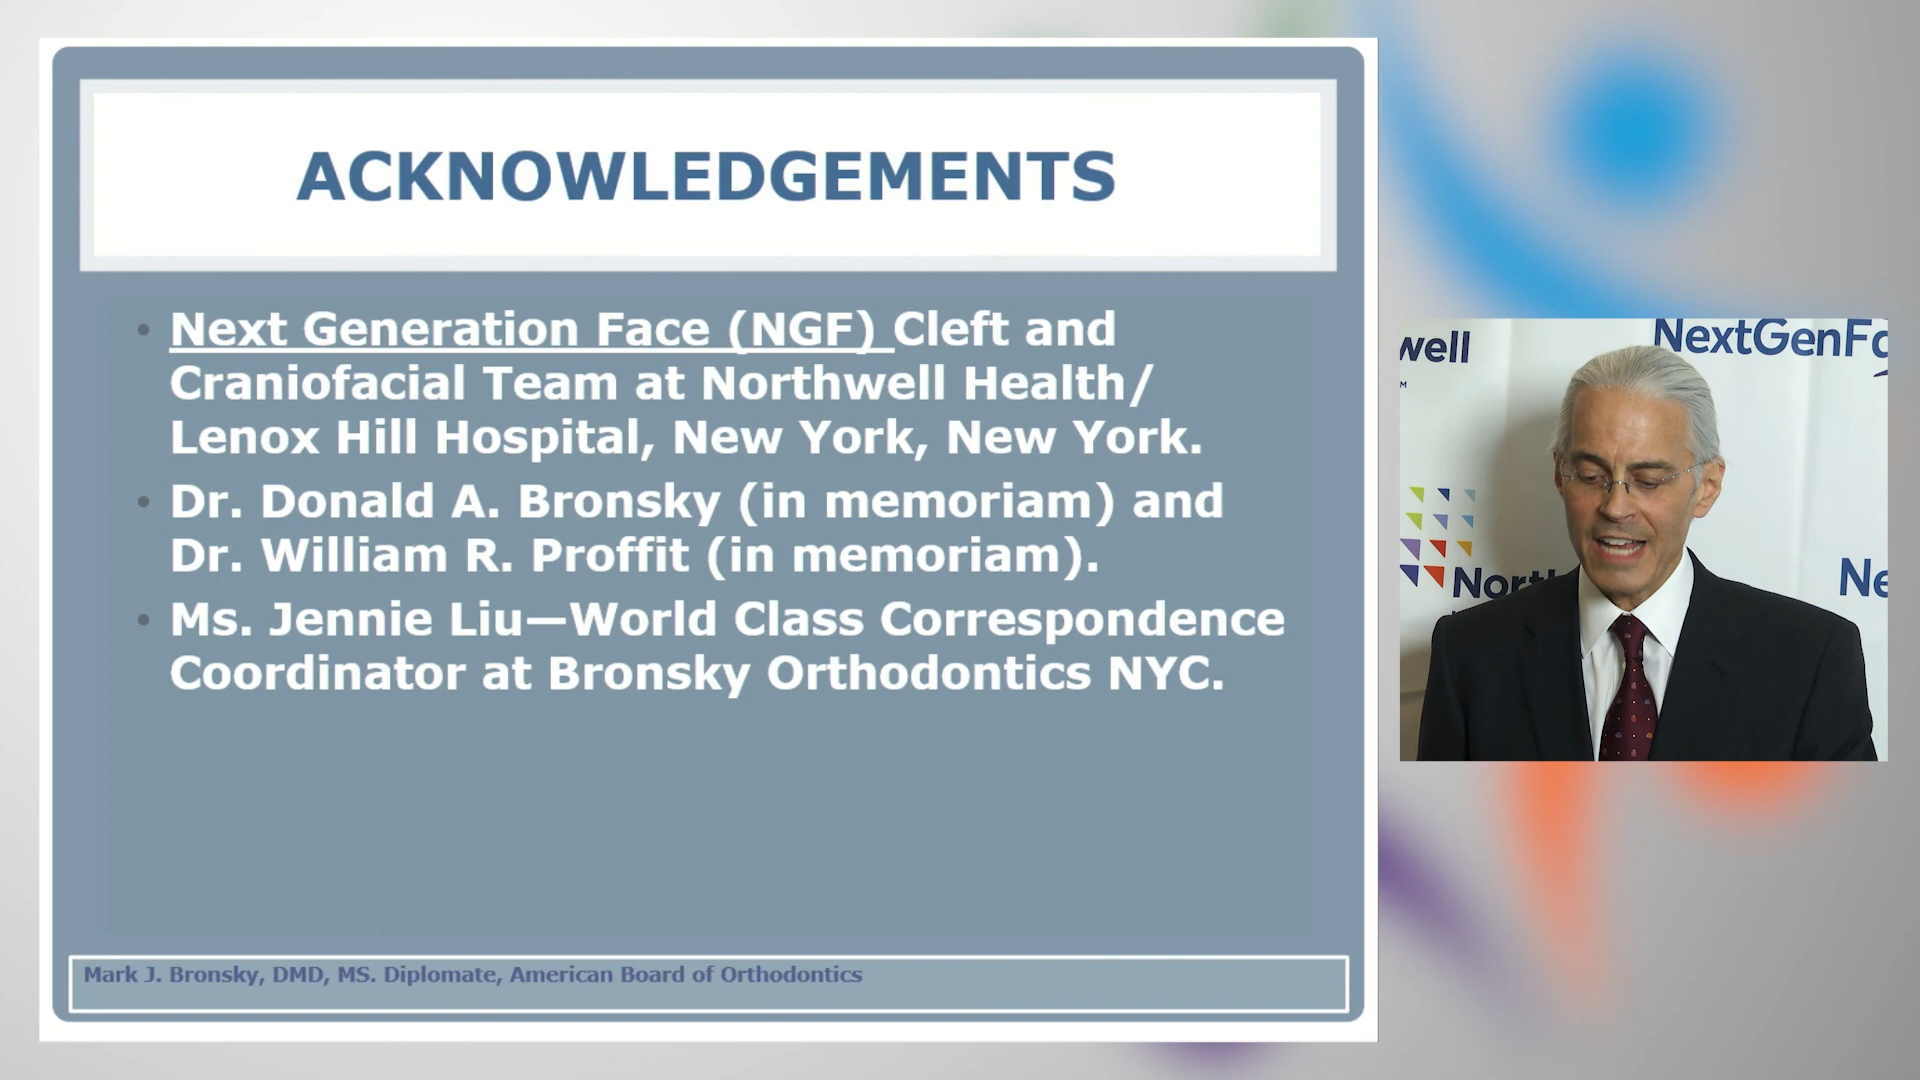 ACKNOWLEDGEMENTS
Next Generation Face (NGF) Cleft and
Craniofacial Team at Northwell Health/
Lenox Hill Hospital, New York, New York.
Dr. Donald A. Bronsky (in memoriam) and
Dr. William R. Proffit (in memoriam).
Ms. Jennie Liu—World Class Correspondence
Coordinator at Bronsky Orthodontics NYC.
Mark J. Bronsky, DMD, MS. Diplomate, American Board of Orthodontics
well
NextGenFa
North
Ne